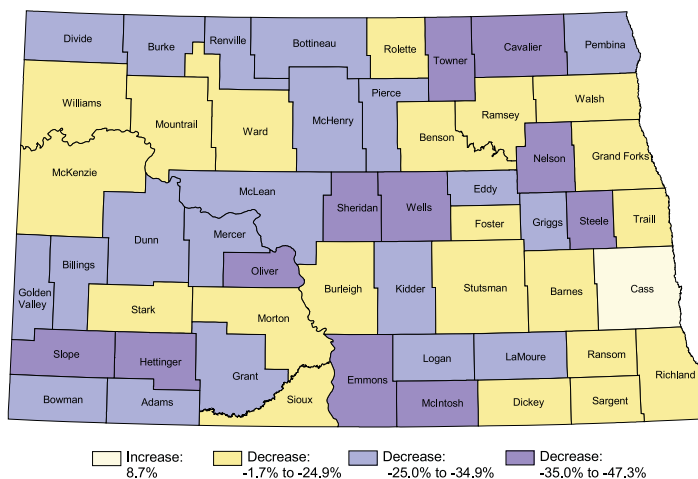 Divide
Burke
Renville
Bottineau
Rolette
Towner
Cavalier
Pembina
Williams
Mountrail
Ward
McHenry
Pierce
Benson
Ramsey
Walsh
McKenzie
Nelson
Grand Forks
McLean
Sheridan
Wells
Eddy
Foster
Griggs
Steele
Traill
Dunn
Mercer
Oliver
Golden
Valley
Billings
Stark
Morton
Burleigh
Kidder
Stutsman
Barnes
Cass
Slope
Hettinger
Grant
Emmons
Logan
LaMoure
Ransom
Richland
Bowman
Adams
Sioux
McIntosh
Dickey
Sargent
Increase:
8.7%
Decrease:
-1.7% to -24.9%
Decrease:
-25.0% to -34.9%
Decrease:
-35.0% to -47.3%